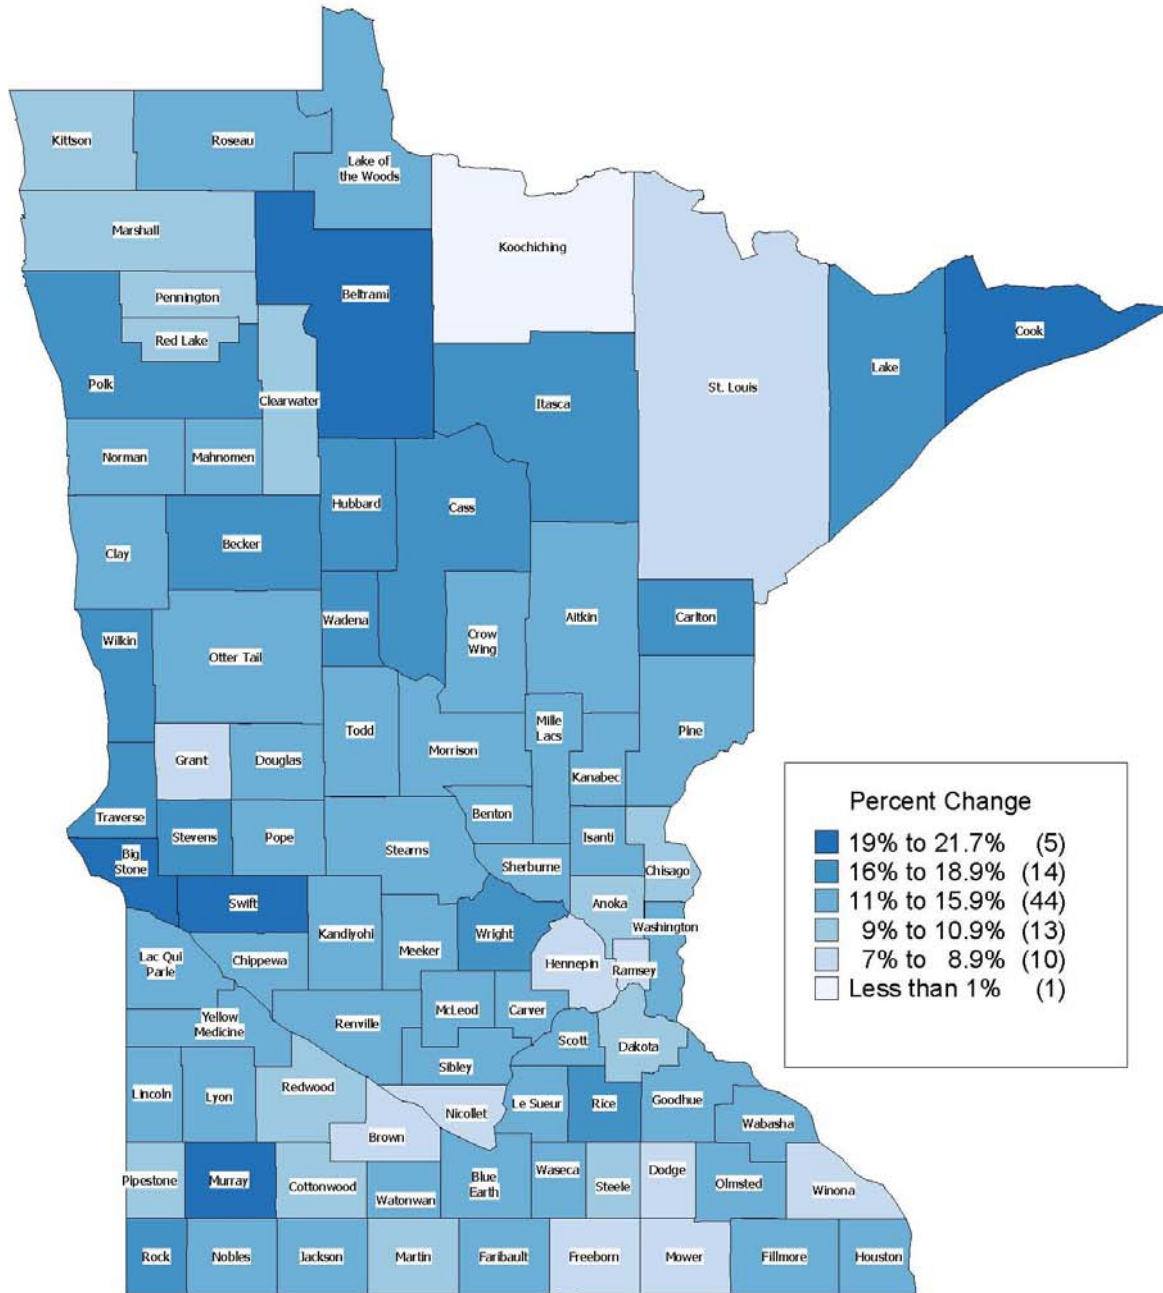 Kittson
Roseau
Lake of
the Woods
Marshall
Koochiching
Pennington
Beltrami
Red Lake
Cook
Polk
Clearwater
Itasca
St. Louis
Lake
Norman
Mahnomen
Hubbard
Cass
Clay
Becker
Wilkin
Otter Tail
Wadena
Crow
Wing
Aitkin
Carlton
Grant
Douglas
Todd
Morrison
Mille
Lacs
Kanabec
Pine
Traverse
Stevens
Pope
Stearns
Benton
Isanti
Big
Stone
Sherburne
Chisago
Swift
Kandiyohi
Meeker
Wright
Anoka
Washington
Lac Qui
Parle
Chippewa
Hennepin
Ramsey
Yellow
Medicine
Renville
McLeod
Carver
Scott
Dakota
Lincoln
Lyon
Redwood
Sibley
Nicollet
Le Sueur
Rice
Goodhue
Wabasha
Brown
Pipestone
Murray
Cottonwood
Watonwan
Blue
Earth
Waseca
Steele
Dodge
Olmsted
Winona
Rock
Nobles
Jackson
Martin
Faribault
Freeborn
Mower
Fillmore
Houston
Percent Change
19% to 21.7% (5)
16% to 18.9% (14)
11% to 15.9% (44)
9% to 10.9% (13)
7% to 8.9% (10)
Less than 1% (1)